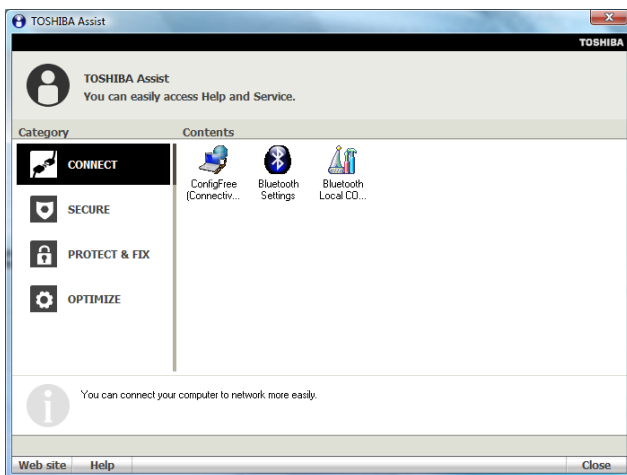 TOSHIBA Assist
TOSHIBA
TOSHIBA Assist
You can easily access Help and Service.
Category
Contents
CONNECT
SECURE
PROTECT & FIX
OPTIMIZE
ConfigFree
(Connectiv...
Bluetooth
Settings
Bluetooth
Local CO...
You can connect your computer to network more easily.
Web site Help Close